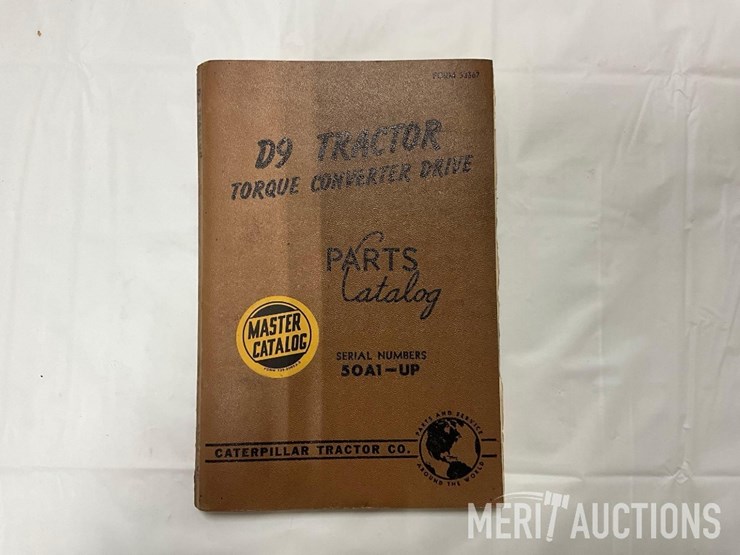 D9 TRACTOR
TORQUE CONVERTER DRIVE
PARTS
Catalog
MASTER
CATALOG
SERIAL NUMBERS
50A1-UP
CATERPILLAR TRACTOR CO.
PARTS AND SERVICE
AROUND THE WORLD
MERIT AUCTIONS